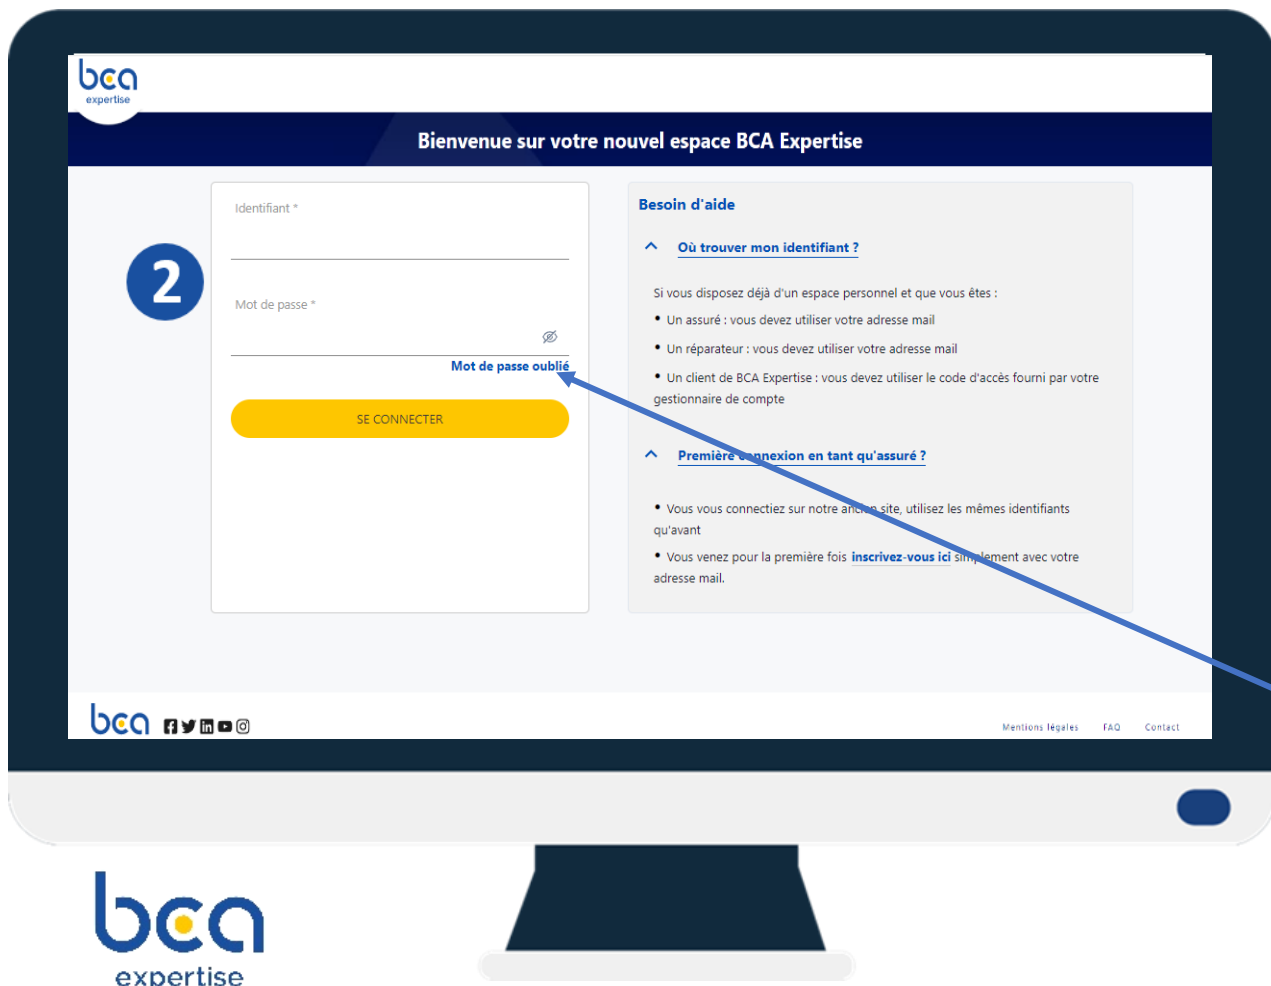 bca
expertise
Bienvenue sur votre nouvel espace BCA Expertise
2
Identifiant *
Mot de passe *
Mot de passe oublié
SE CONNECTER
Besoin d'aide
Où trouver mon identifiant ?
Si vous disposez déjà d'un espace personnel et que vous êtes :
• Un assuré : vous devez utiliser votre adresse mail
• Un réparateur : vous devez utiliser votre adresse mail
• Un client de BCA Expertise : vous devez utiliser le code d'accès fourni par votre
gestionnaire de compte
Première connexion en tant qu'assuré ?
• Vous vous connectiez sur notre ancien site, utilisez les mêmes identifiants
qu'avant
• Vous venez pour la première fois inscrivez-vous ici simplement avec votre
adresse mail.
bca
Mentions légales FAQ Contact
bca
expertise